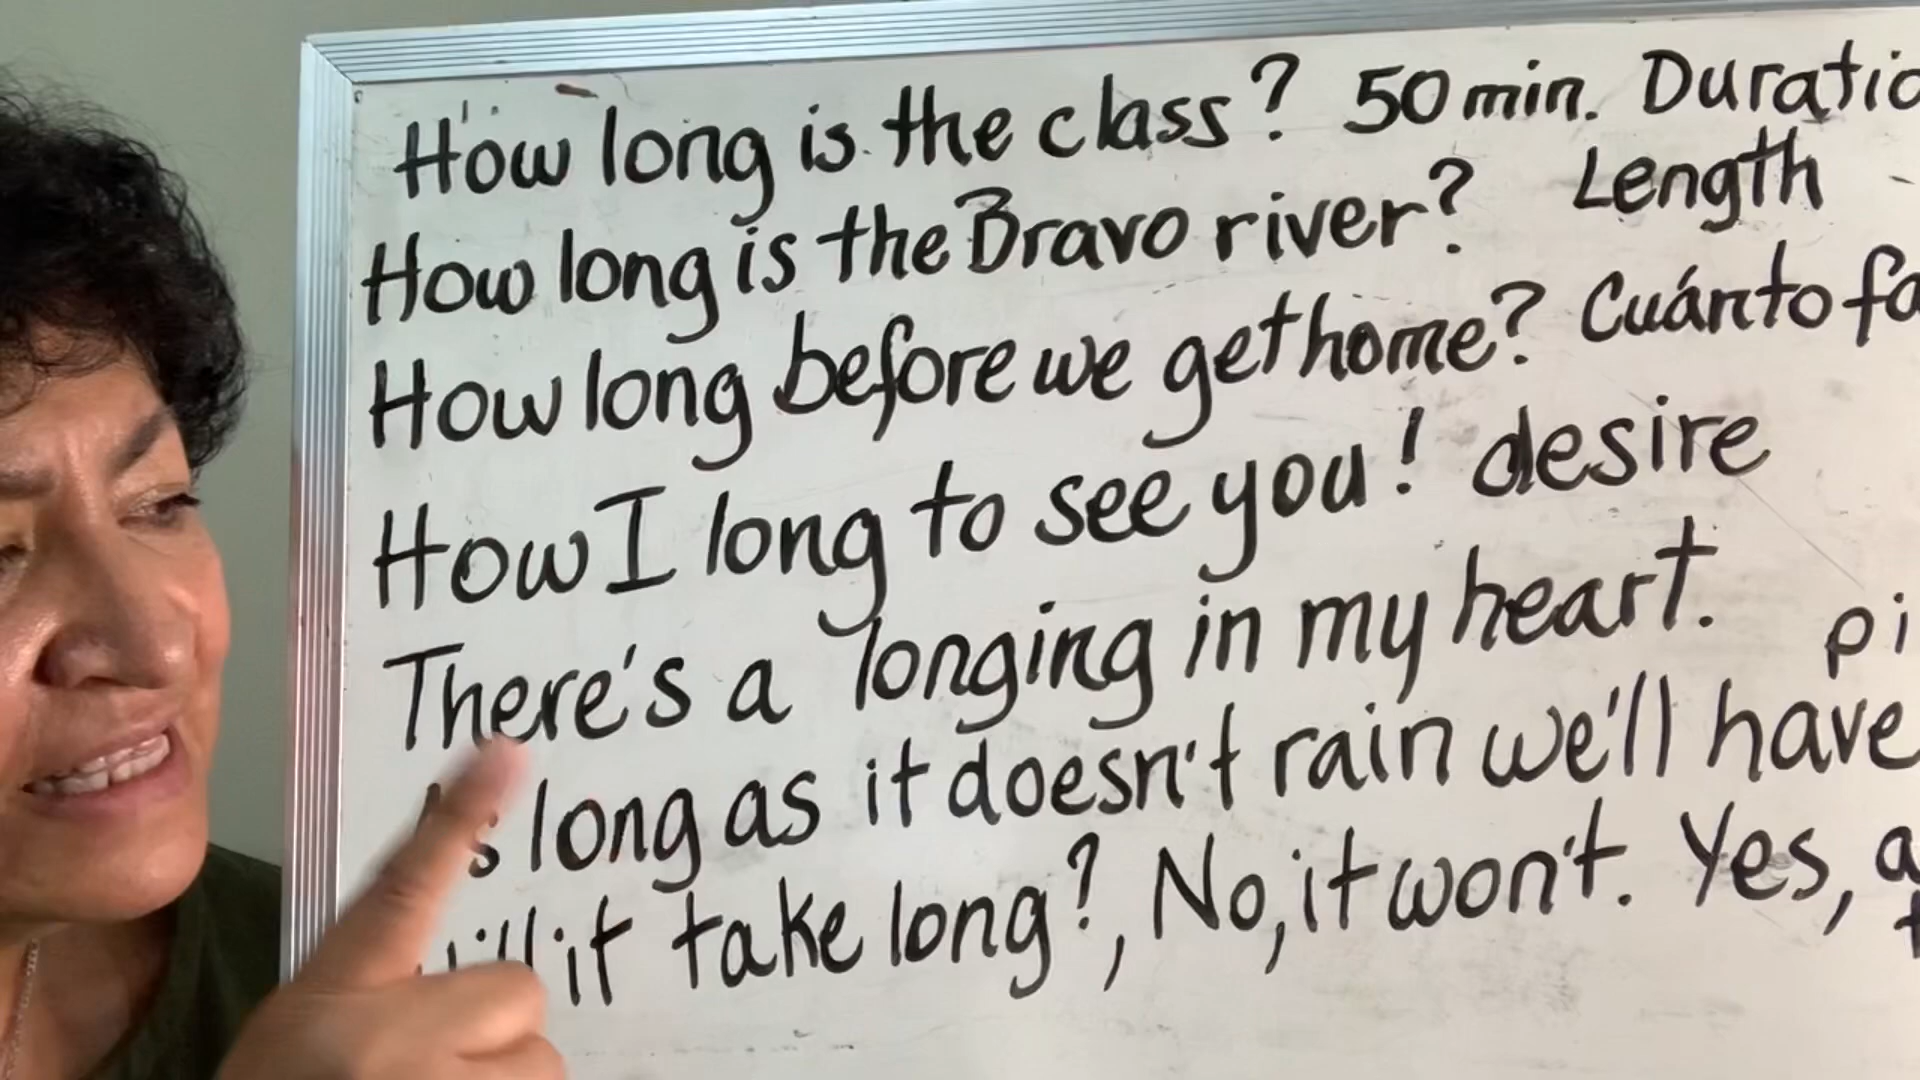 How long is the class? 50 min. Duratio
How long is the Bravo river? Length
How long before we get home? Cuánto fa
How I long to see you! desire
There's a longing in my heart.
pi
long as it doesn't rain we'll have
it take long?, No, it won't. Yes, a